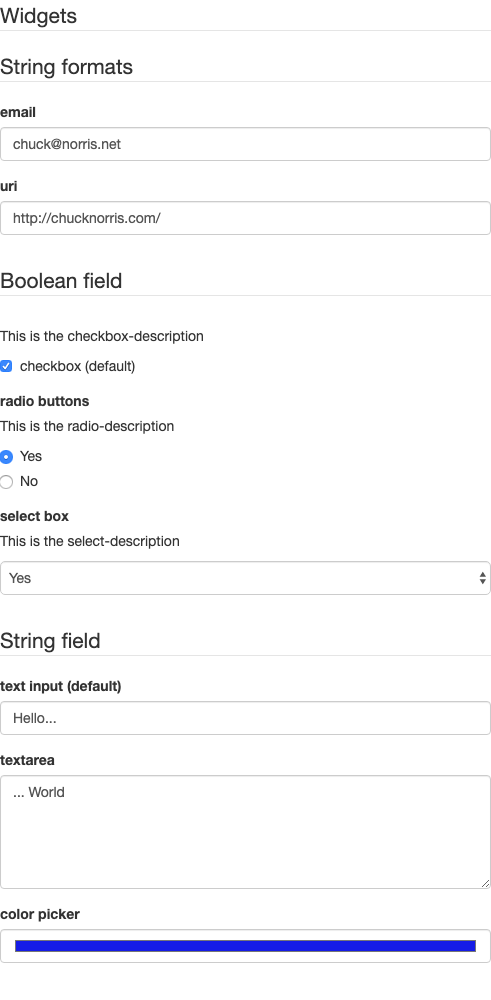 Widgets
String formats
email
chuck@norris.net
uri
http://chucknorris.com/
Boolean field
This is the checkbox-description
checkbox (default)
radio buttons
This is the radio-description
Yes
No
select box
This is the select-description
Yes
String field
text input (default)
Hello...
textarea
... World
color picker